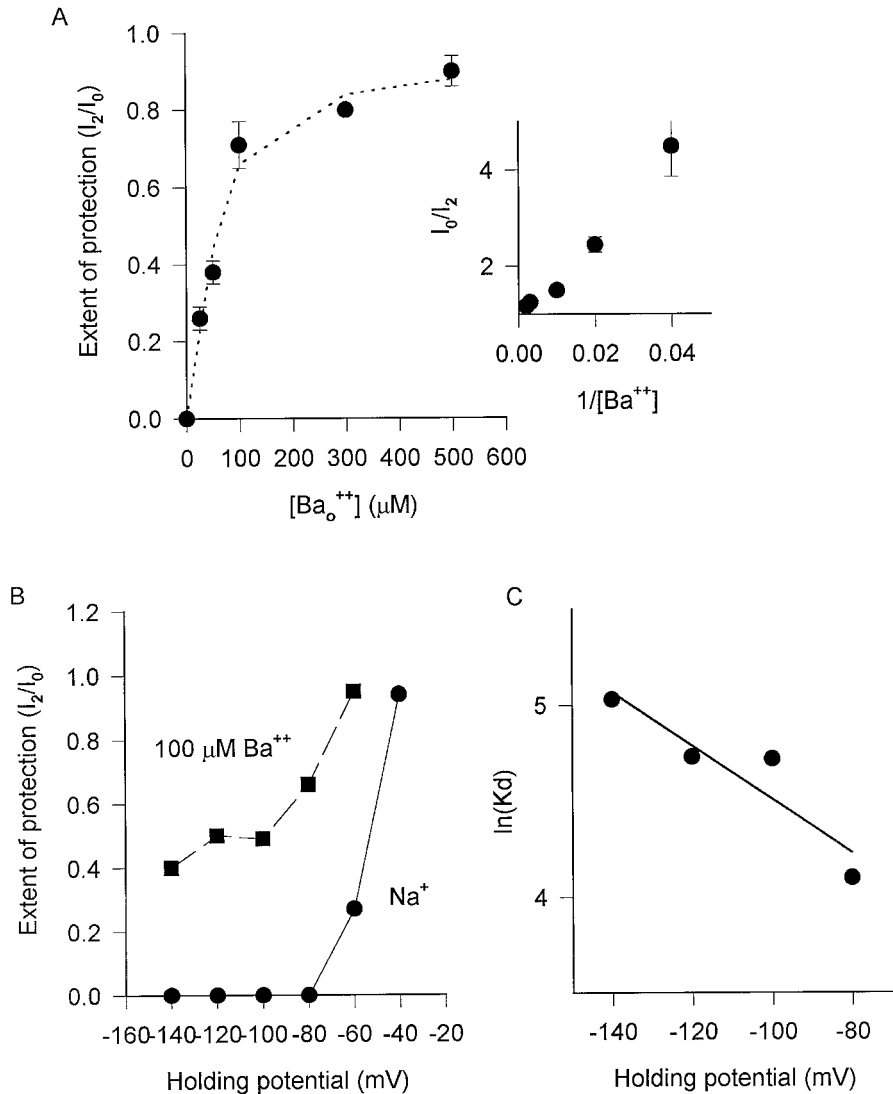 A
Extent of protection (I₂/I₀)
1.0
0.8
0.6
0.4
0.2
0.0
0 100 200 300 400 500 600
[Baₒ⁺⁺] (μM)
I₀/I₂
4
2
0.00 0.02 0.04
1/[Ba⁺⁺]
B
Extent of protection (I₂/I₀)
1.2
1.0
0.8
0.6
0.4
0.2
0.0
100 μM Ba⁺⁺
Na⁺
-160 -140 -120 -100 -80 -60 -40 -20
Holding potential (mV)
C
ln(Kd)
5
4
-140 -120 -100 -80
Holding potential (mV)